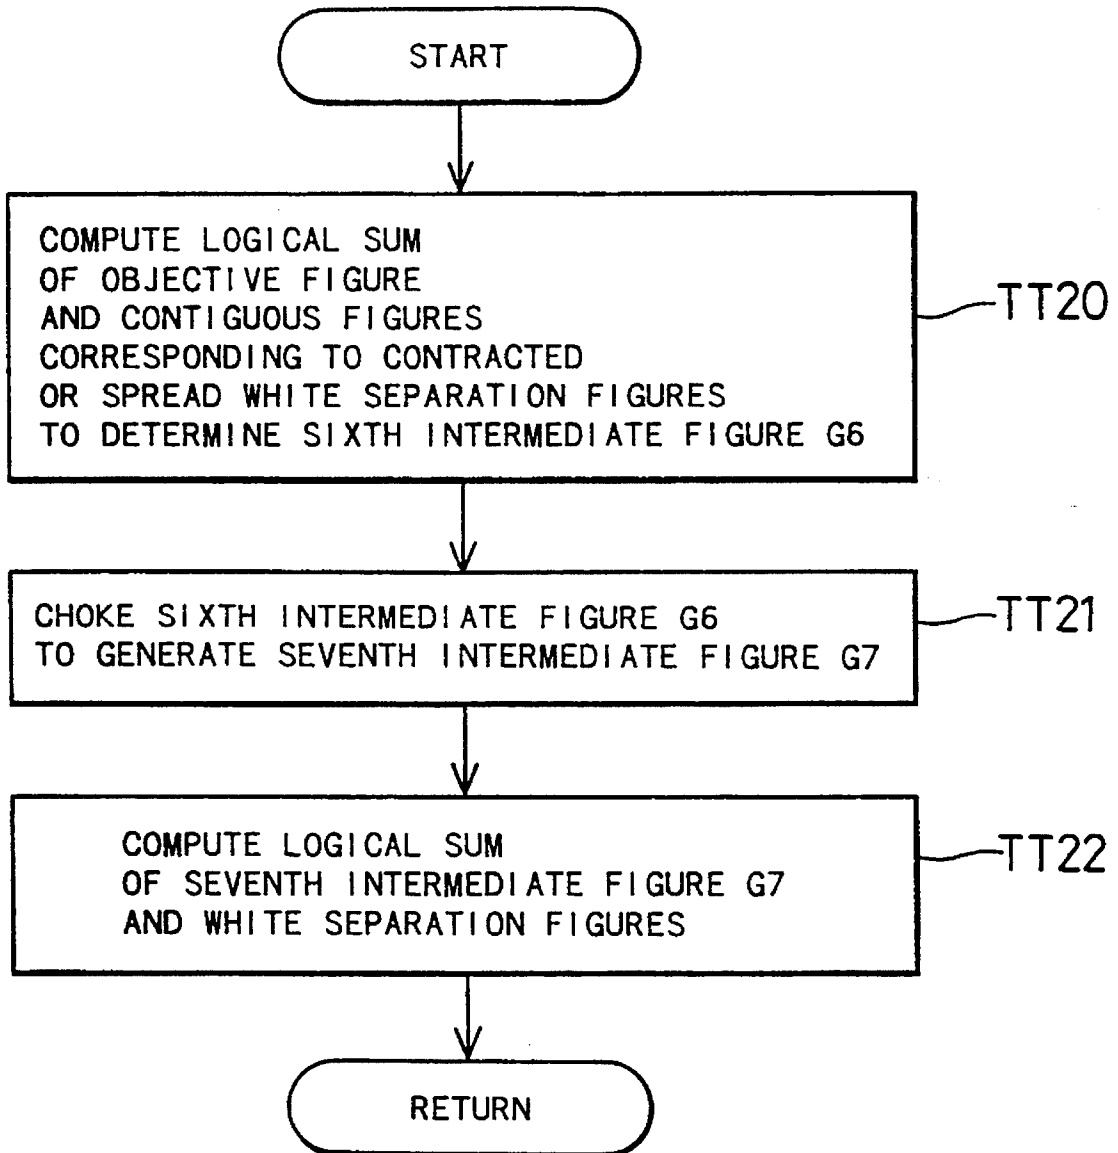 START
COMPUTE LOGICAL SUM
OF OBJECTIVE FIGURE
AND CONTIGUOUS FIGURES
CORRESPONDING TO CONTRACTED
OR SPREAD WHITE SEPARATION FIGURES
TO DETERMINE SIXTH INTERMEDIATE FIGURE G6
TT20
CHOKE SIXTH INTERMEDIATE FIGURE G6
TO GENERATE SEVENTH INTERMEDIATE FIGURE G7
TT21
COMPUTE LOGICAL SUM
OF SEVENTH INTERMEDIATE FIGURE G7
AND WHITE SEPARATION FIGURES
TT22
RETURN